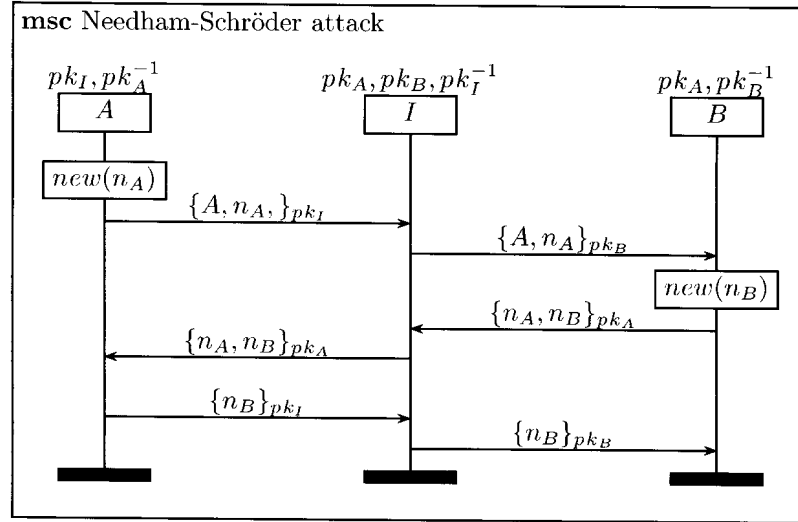 msc Needham-Schröder attack
pk_I, pk_A^{-1}
pk_A, pk_B, pk_I^{-1}
pk_A, pk_B^{-1}
A
I
B
new(n_A)
{A, n_A, }_{pk_I}
{A, n_A}_{pk_B}
new(n_B)
{n_A, n_B}_{pk_A}
{n_A, n_B}_{pk_A}
{n_B}_{pk_I}
{n_B}_{pk_B}